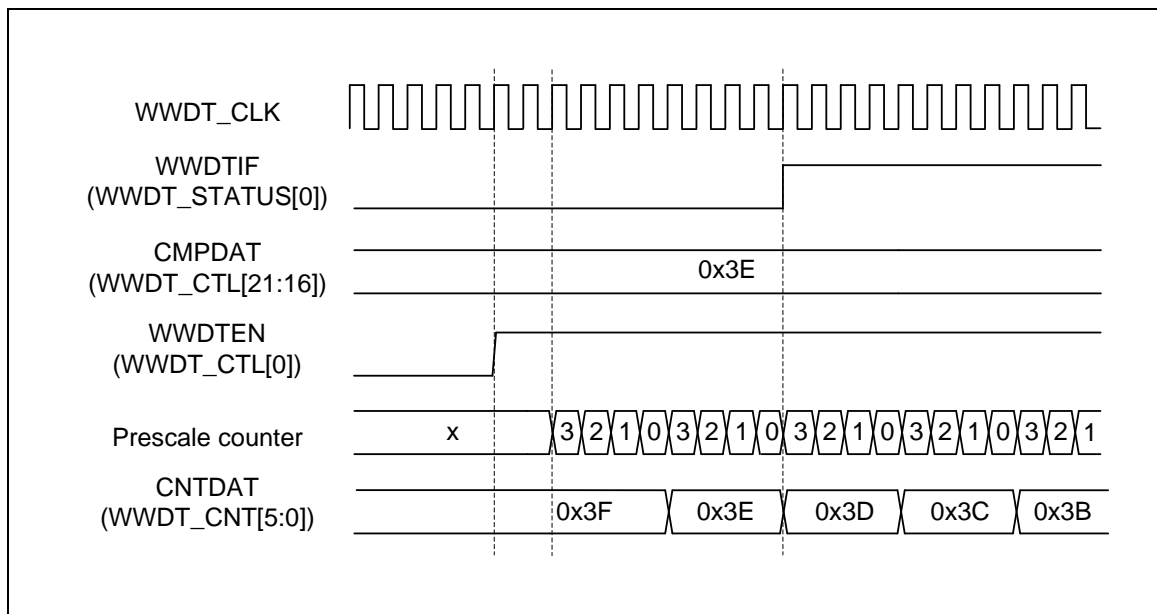 WWDT_CLK
WWDTIF
(WWDT_STATUS[0])
CMPDAT
(WWDT_CTL[21:16])
0x3E
WWDTEN
(WWDT_CTL[0])
Prescale counter
x 3 2 1 0 3 2 1 0 3 2 1 0 3 2 1 0 3 2 1
CNTDAT
(WWDT_CNT[5:0])
0x3F 0x3E 0x3D 0x3C 0x3B